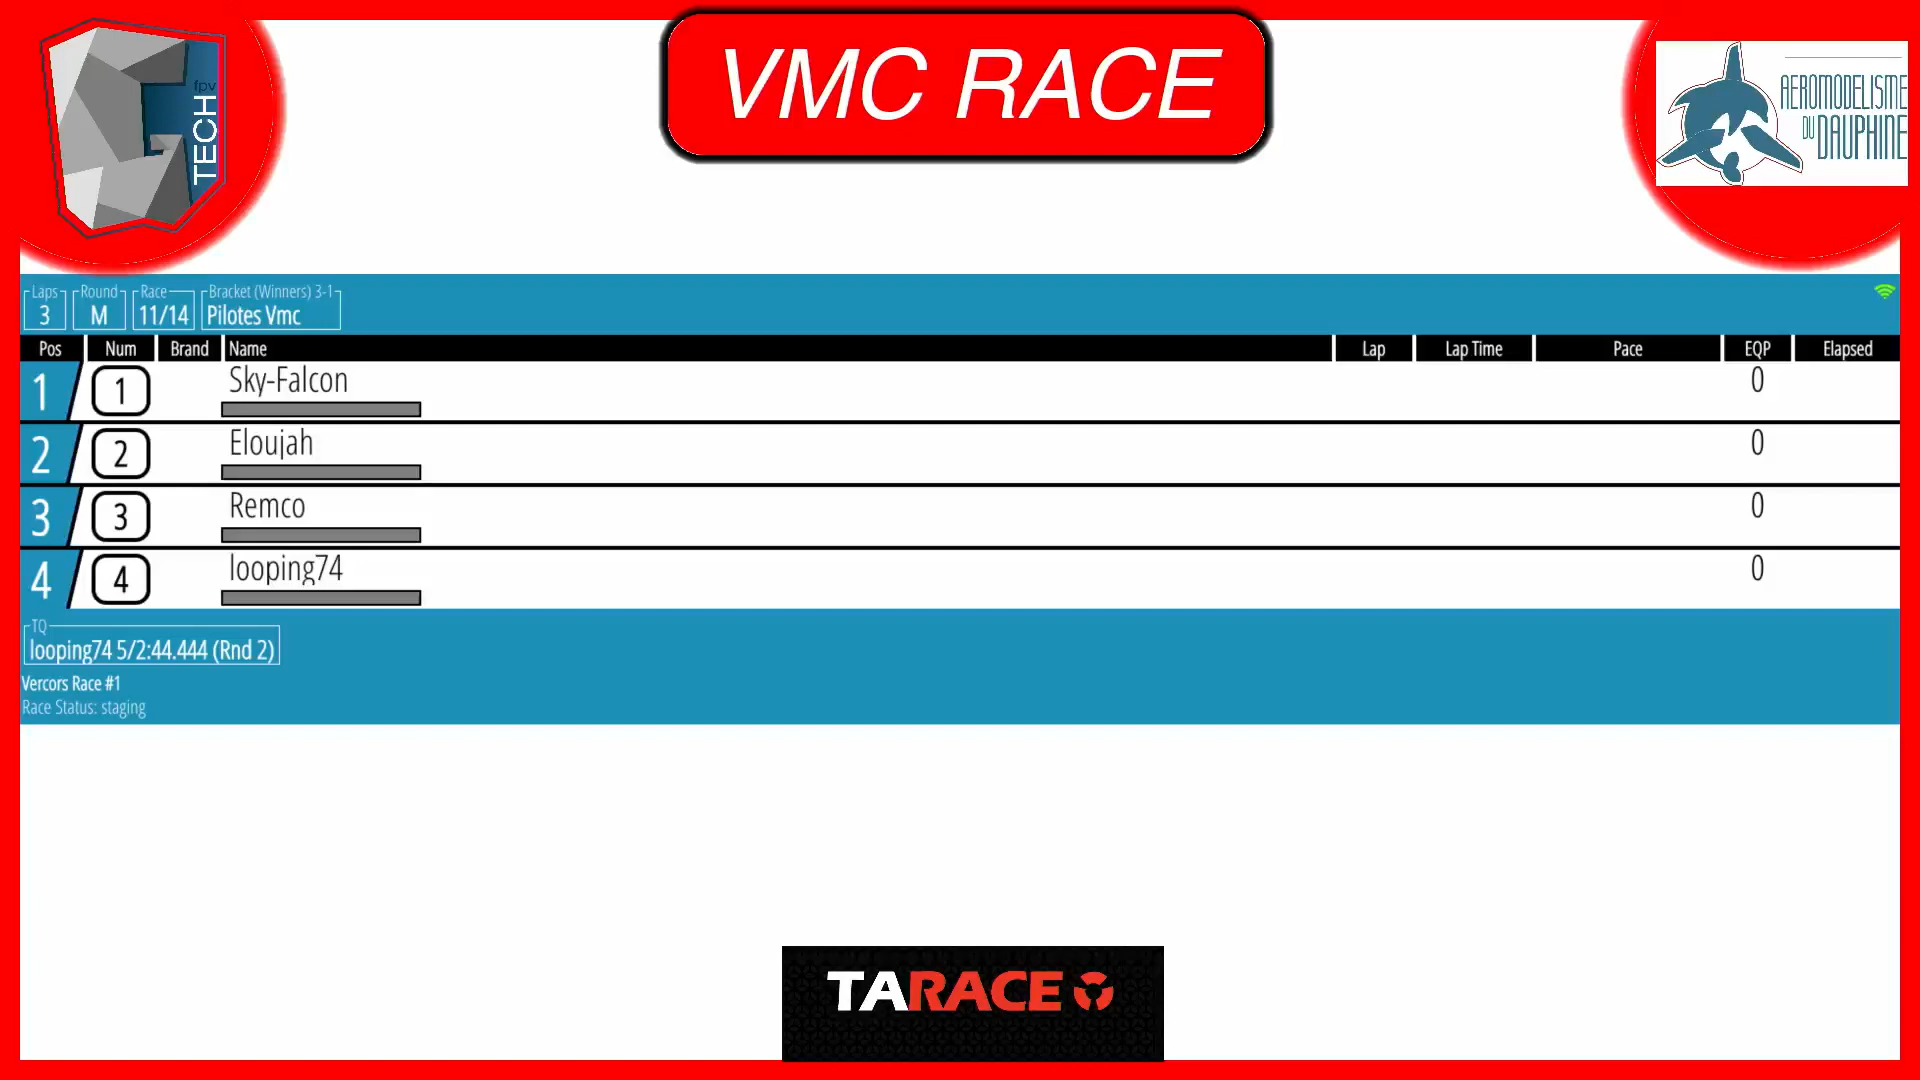 fpv
TECH
VMC RACE
AEROMODELISME
DU DAUPHINE
Laps Round Race Bracket (Winners) 3-1
3 M 11/14 Pilotes Vmc
Pos Num Brand Name Lap Lap Time Pace EQP Elapsed
1 1 Sky-Falcon 0
2 2 Eloujah 0
3 3 Remco 0
4 4 looping74 0
TQ
looping74 5/2:44.444 (Rnd 2)
Vercors Race #1
Race Status: staging
TARACE